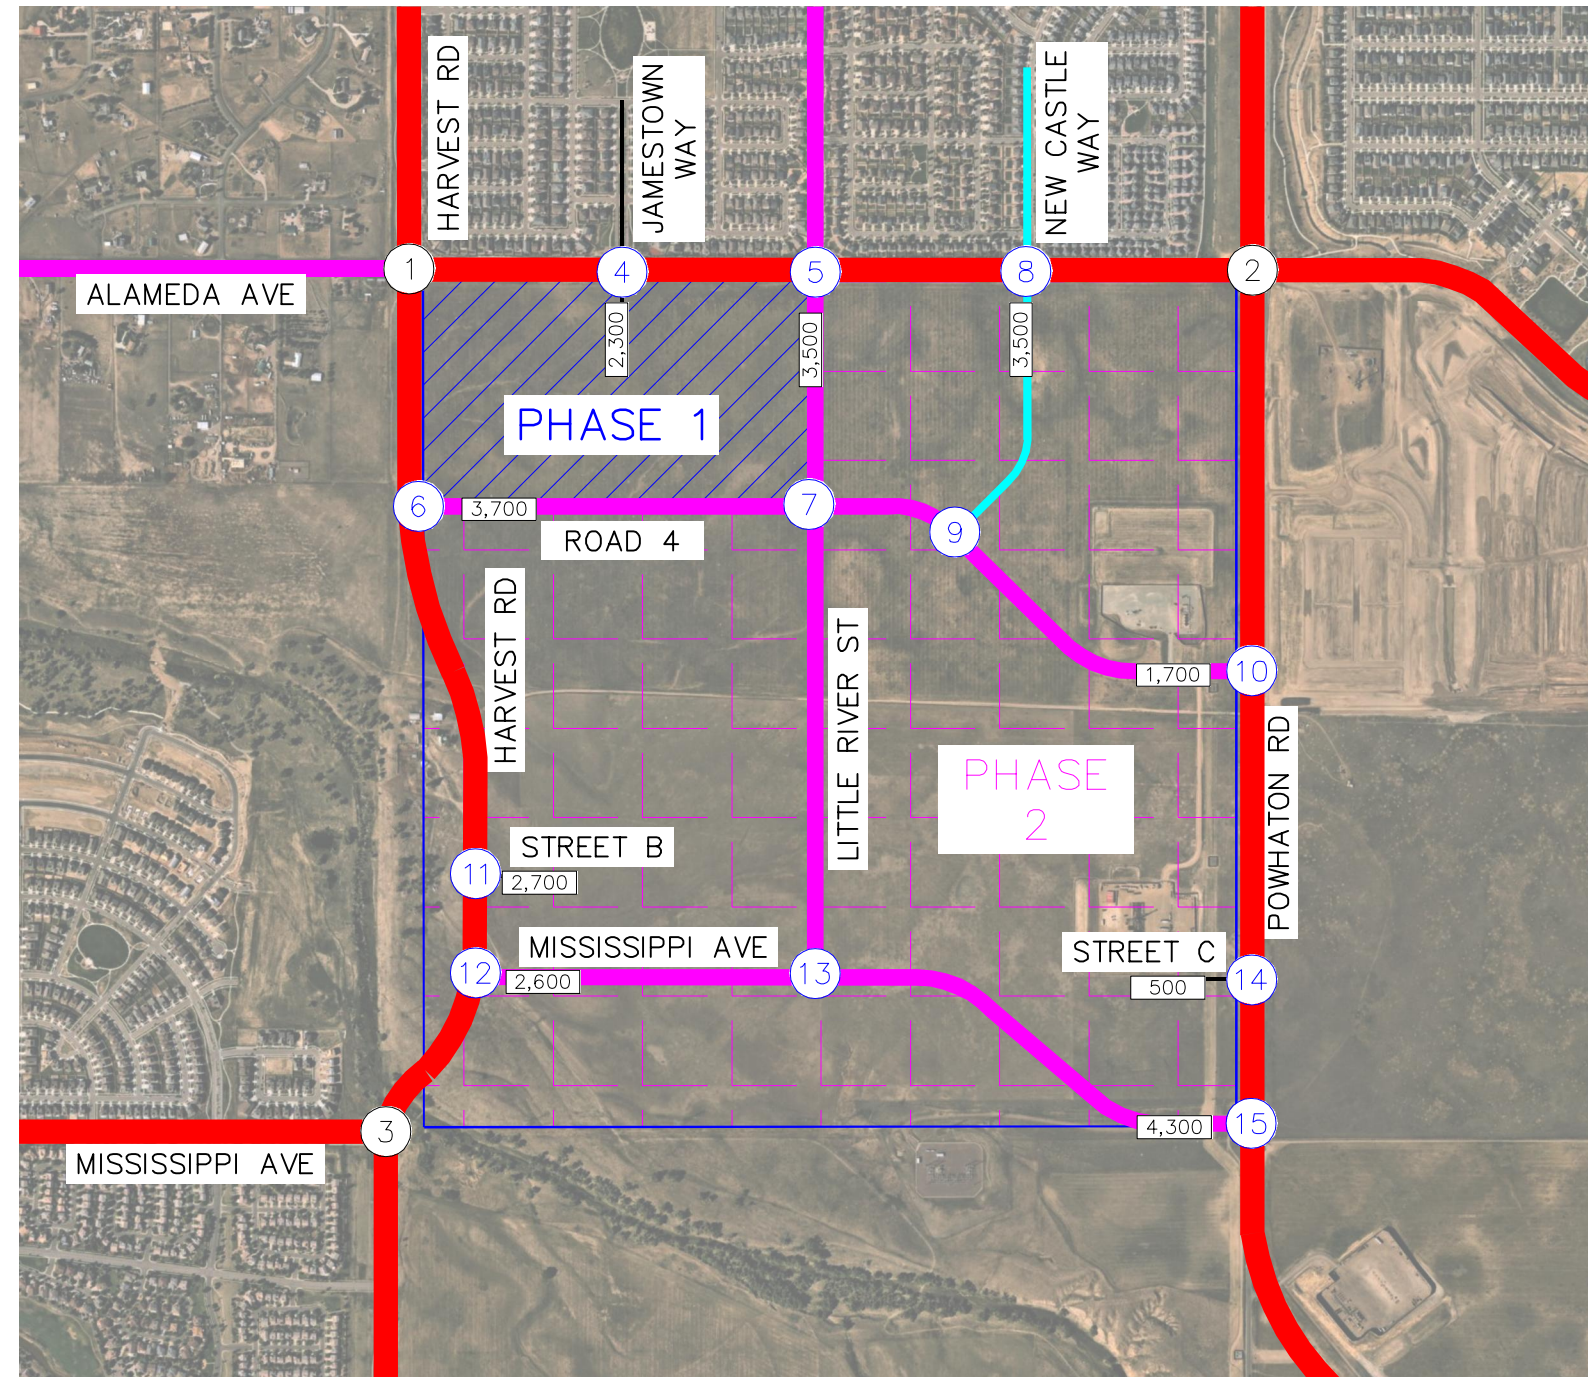 HARVEST RD
JAMESTOWN
WAY
NEW CASTLE
WAY
1
4
5
8
2
ALAMEDA AVE
2,300
3,500
3,500
PHASE 1
6
3,700
7
9
ROAD 4
HARVEST RD
LITTLE RIVER ST
1,700
10
PHASE
2
POWHATON RD
STREET B
11
2,700
MISSISSIPPI AVE
STREET C
12
2,600
13
500
14
3
4,300
15
MISSISSIPPI AVE